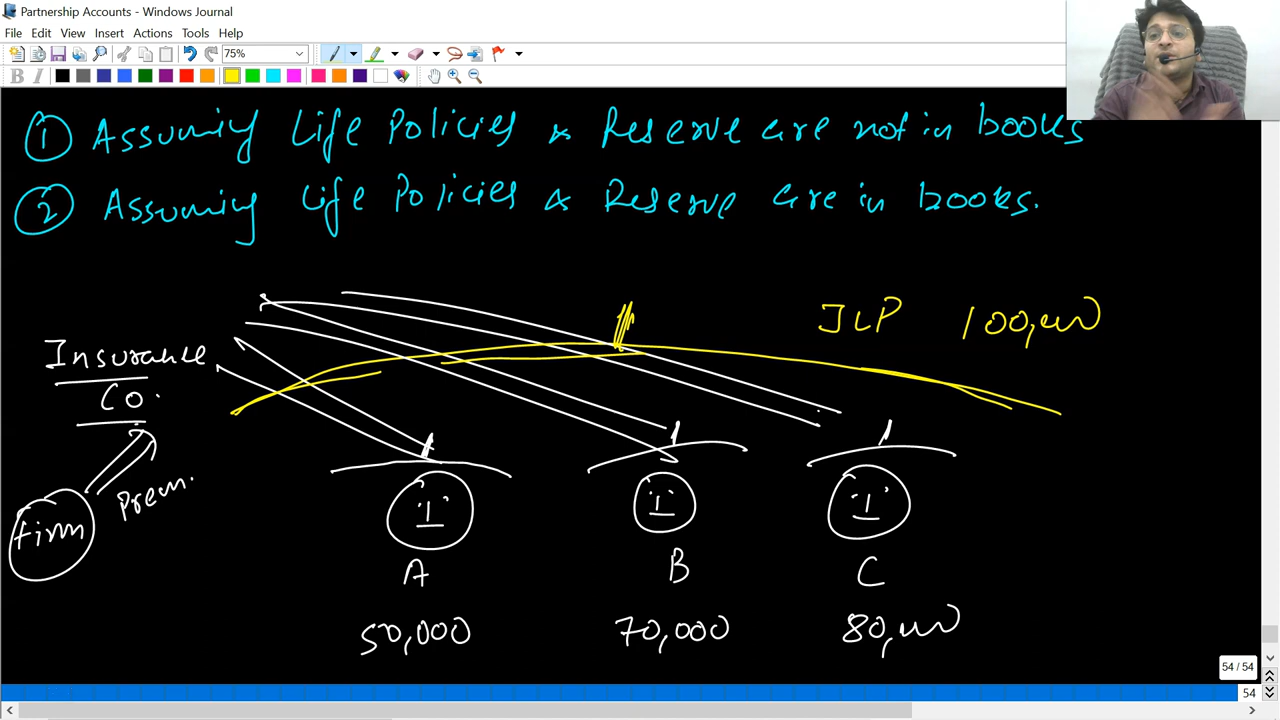 Partnership Accounts - Windows Journal
File Edit View Insert Actions Tools Help
75%
B I
① Assuming Life Policies & Reserve are not in books
② Assuming Life Policies & Reserve are in books.
JLP 100,000
Insurance
Co.
Prem.
firm
A B C
50,000 70,000 80,000
54 / 54
54